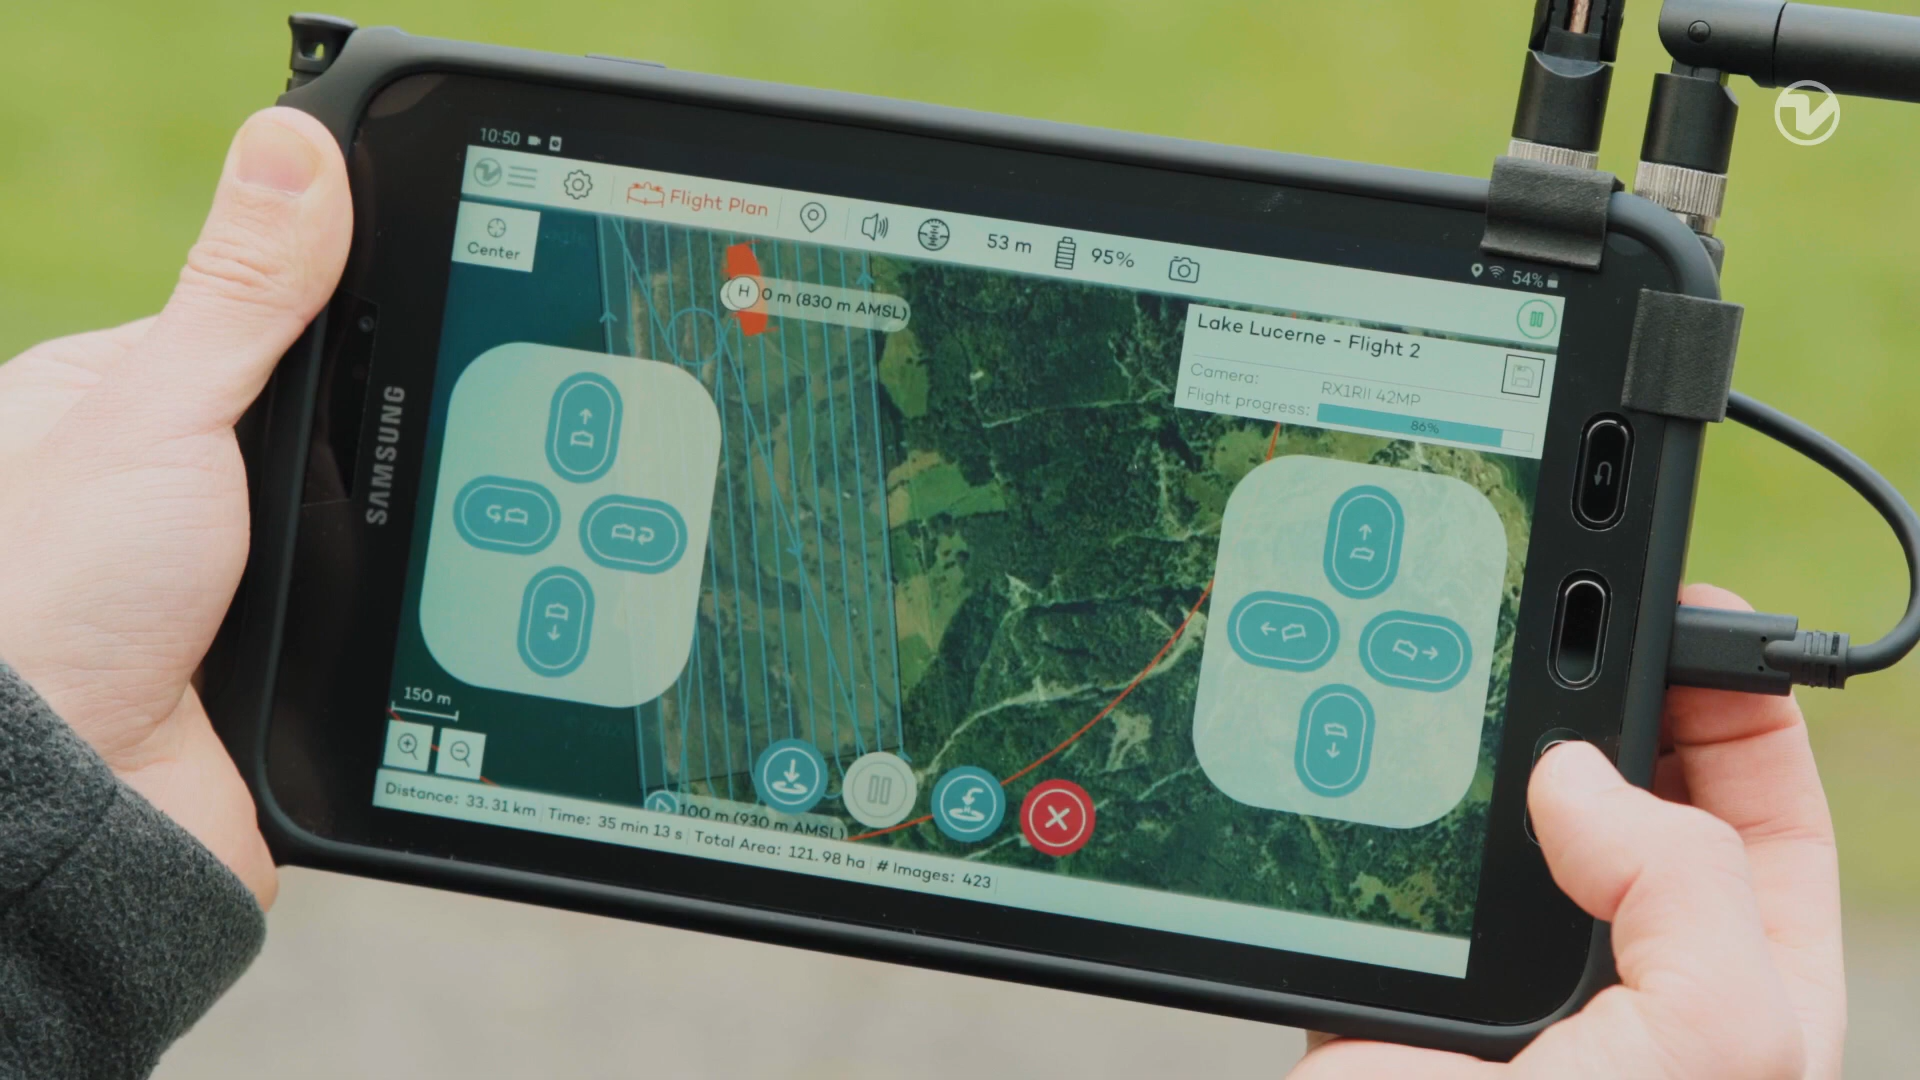 10:50
54%
Flight Plan
53 m
95%
Center
H 0 m (830 m AMSL)
Lake Lucerne - Flight 2
Camera: RX1RII 42MP
Flight progress: 86%
SAMSUNG
150 m
100 m (930 m AMSL)
Distance: 33.31 km Time: 35 min 13 s Total Area: 121.98 ha # Images: 423